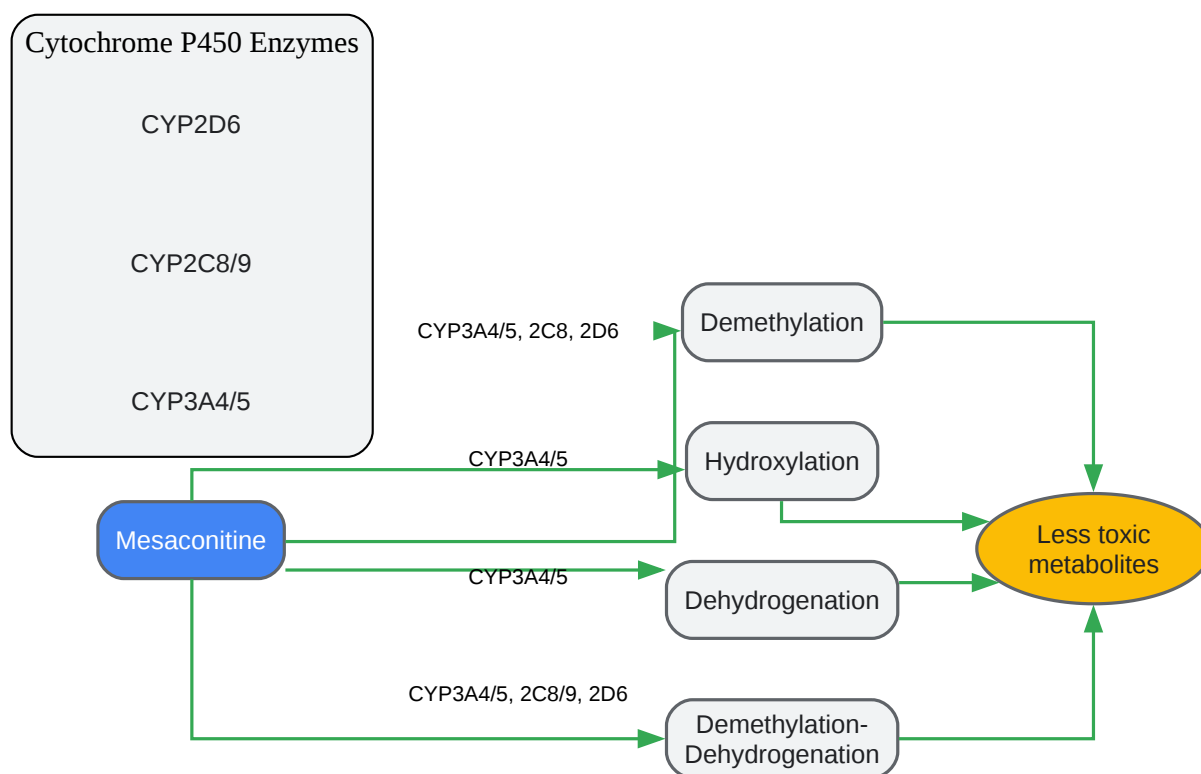 Cytochrome P450 Enzymes
CYP2D6
CYP2C8/9
CYP3A4/5
CYP3A4/5, 2C8, 2D6
Demethylation
CYP3A4/5
Hydroxylation
Mesaconitine
Less toxic
metabolites
CYP3A4/5
Dehydrogenation
CYP3A4/5, 2C8/9, 2D6
Demethylation-
Dehydrogenation